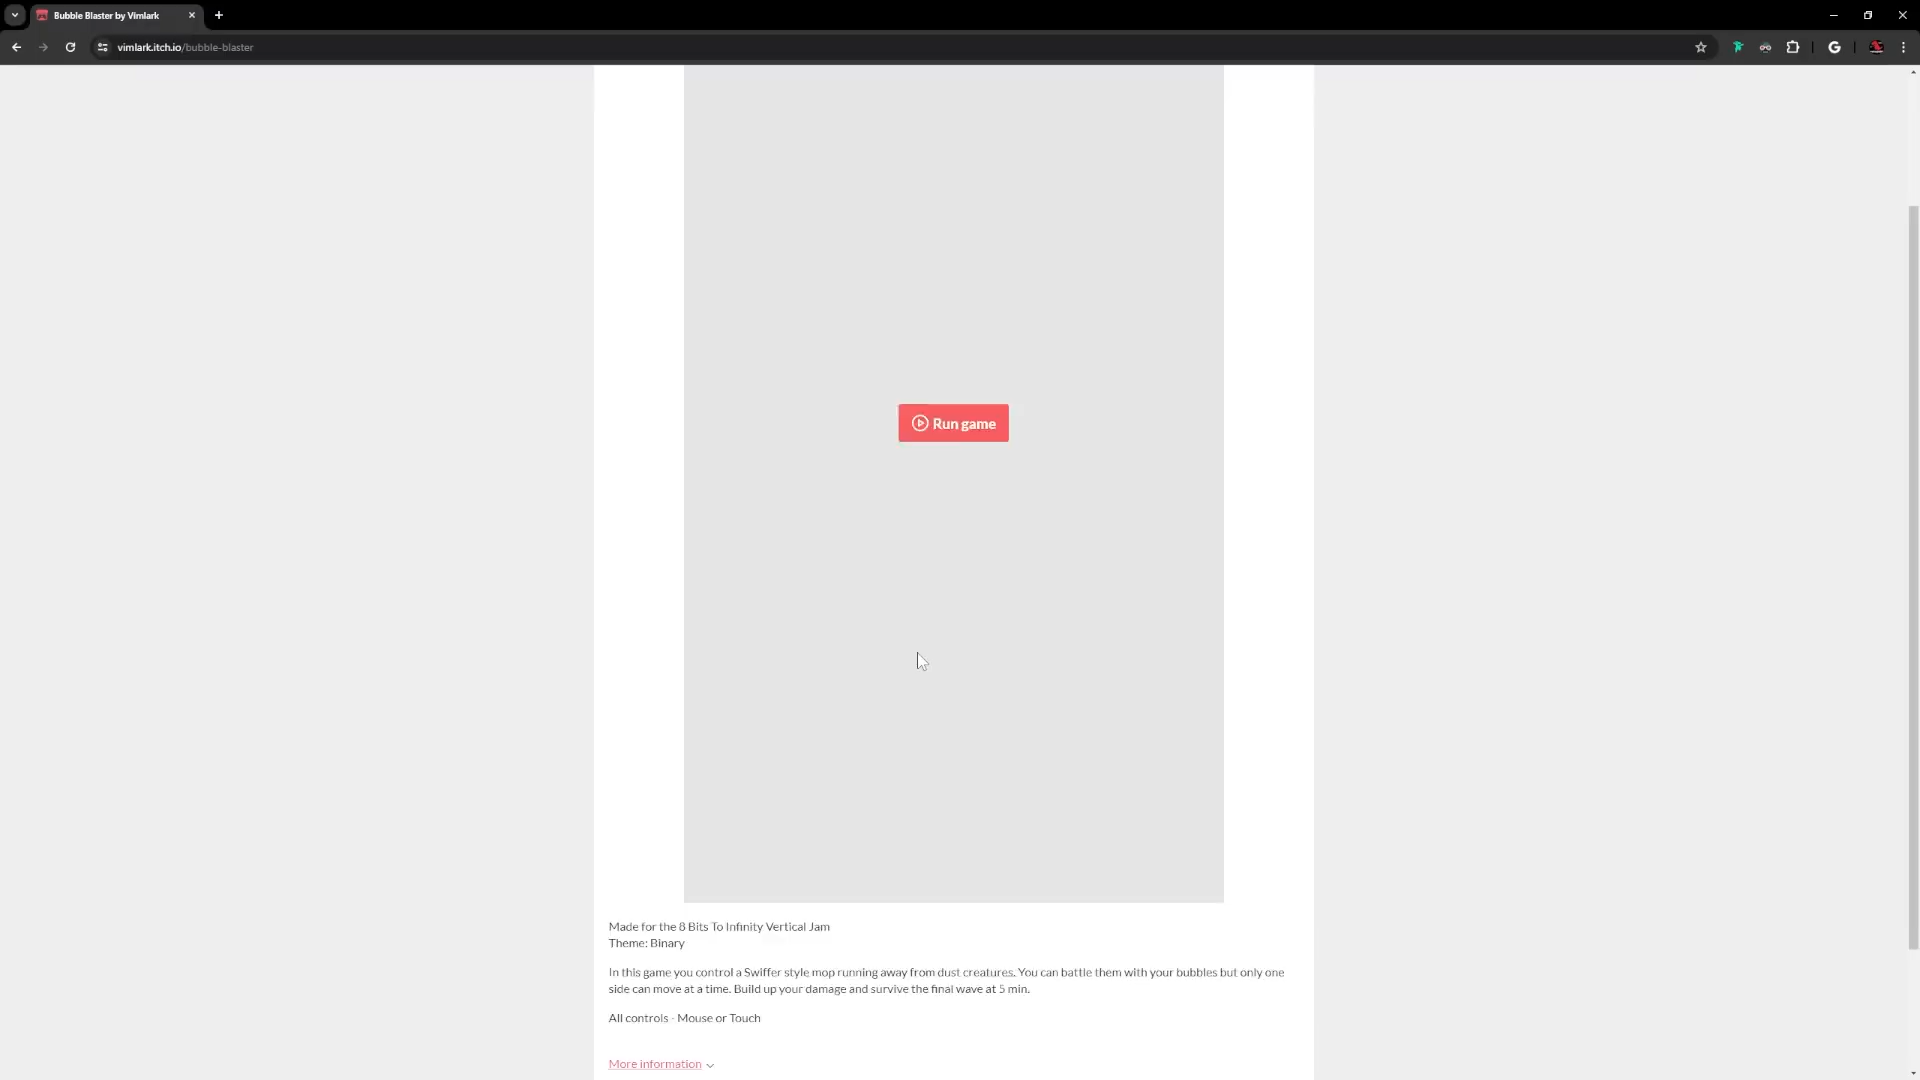 Bubble Blaster by Vimlark
vimlark.itch.io/bubble-blaster
G
Run game
Made for the 8 Bits To Infinity Vertical Jam
Theme: Binary
In this game you control a Swiffer style mop running away from dust creatures. You can battle them with your bubbles but only one
side can move at a time. Build up your damage and survive the final wave at 5 min.
All controls - Mouse or Touch
More information